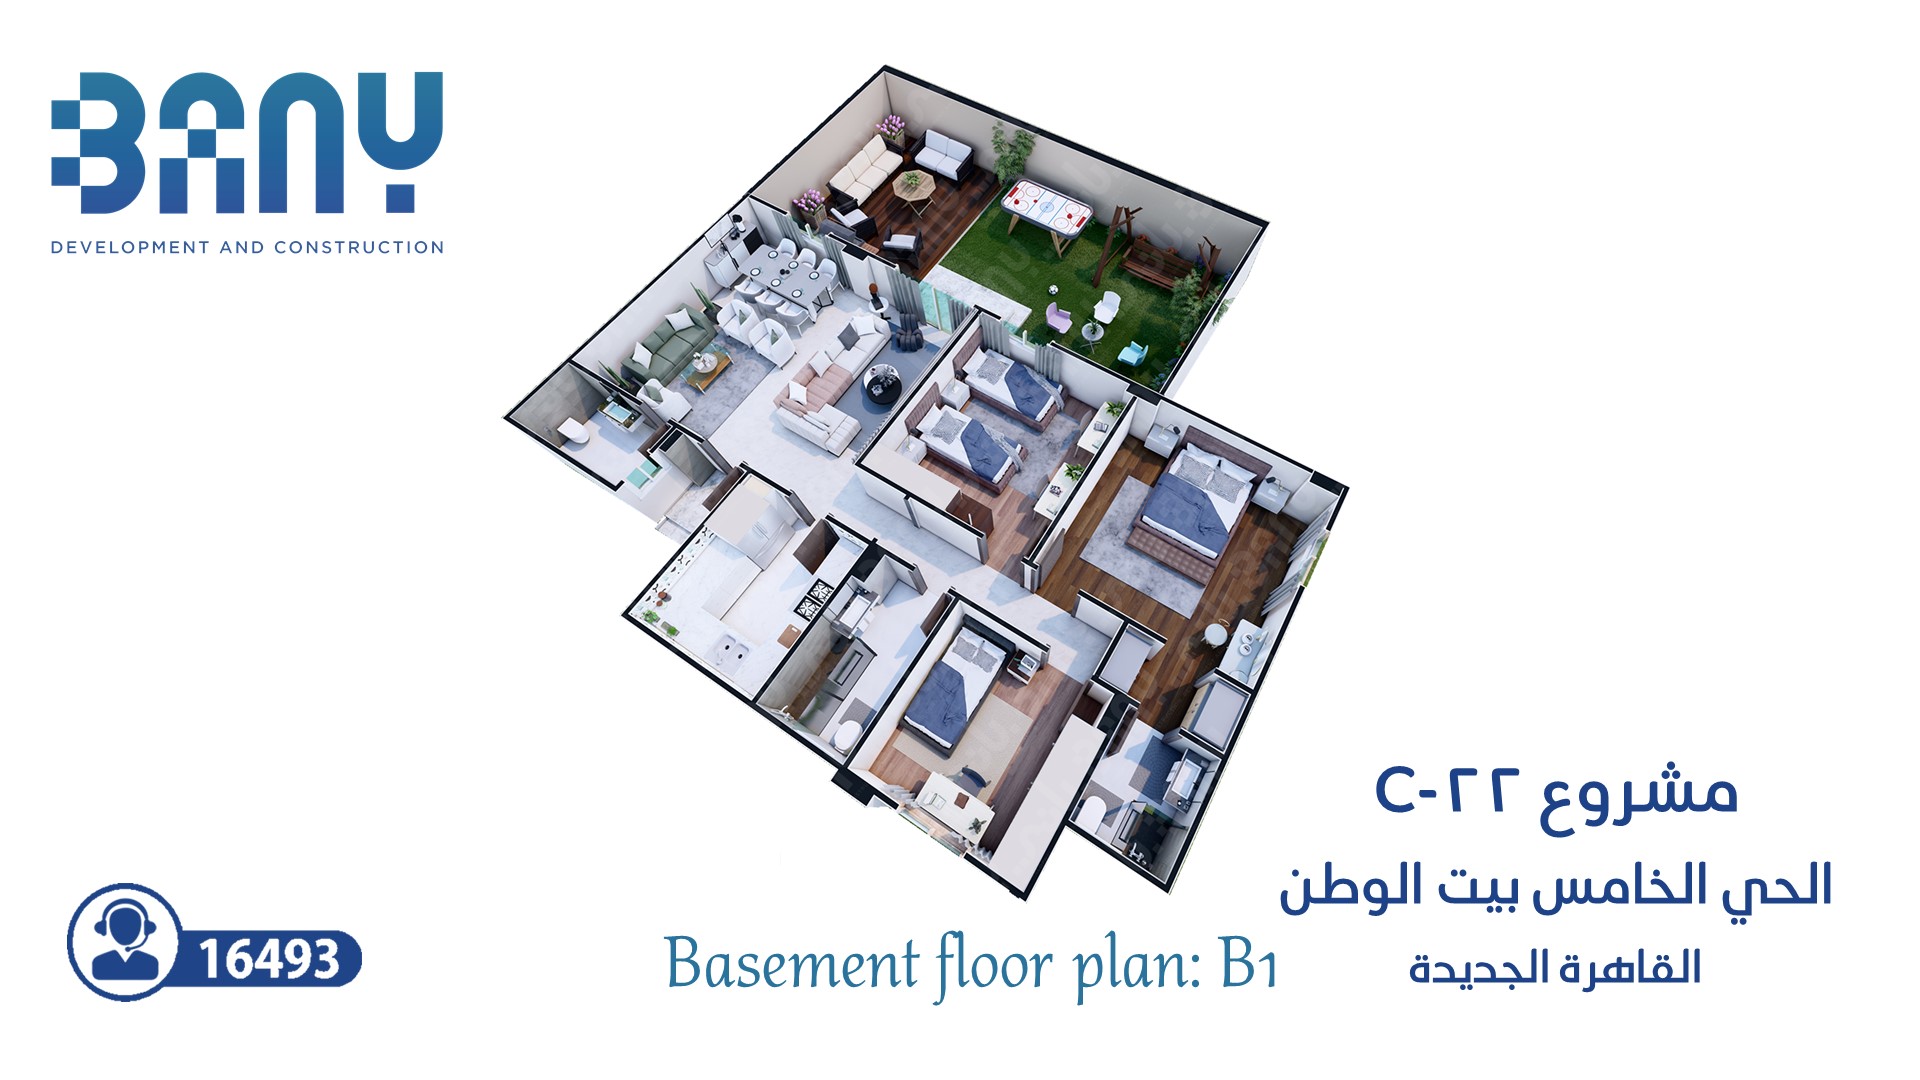 BANY
DEVELOPMENT AND CONSTRUCTION
مشروع C-٢٢
الحي الخامس بيت الوطن
القاهرة الجديدة
Basement floor plan: B1
16493